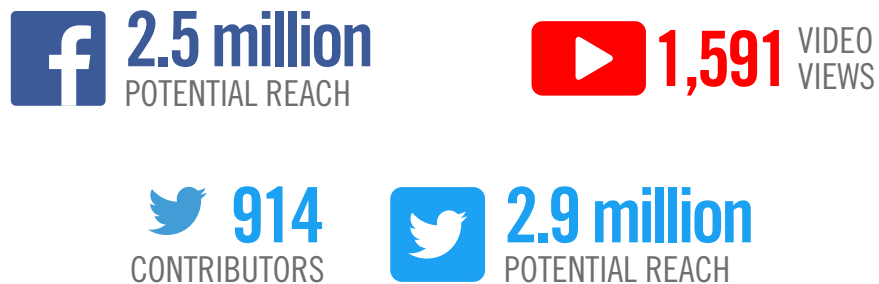 2.5 million
POTENTIAL REACH
1,591 VIDEO
VIEWS
914
CONTRIBUTORS
2.9 million
POTENTIAL REACH